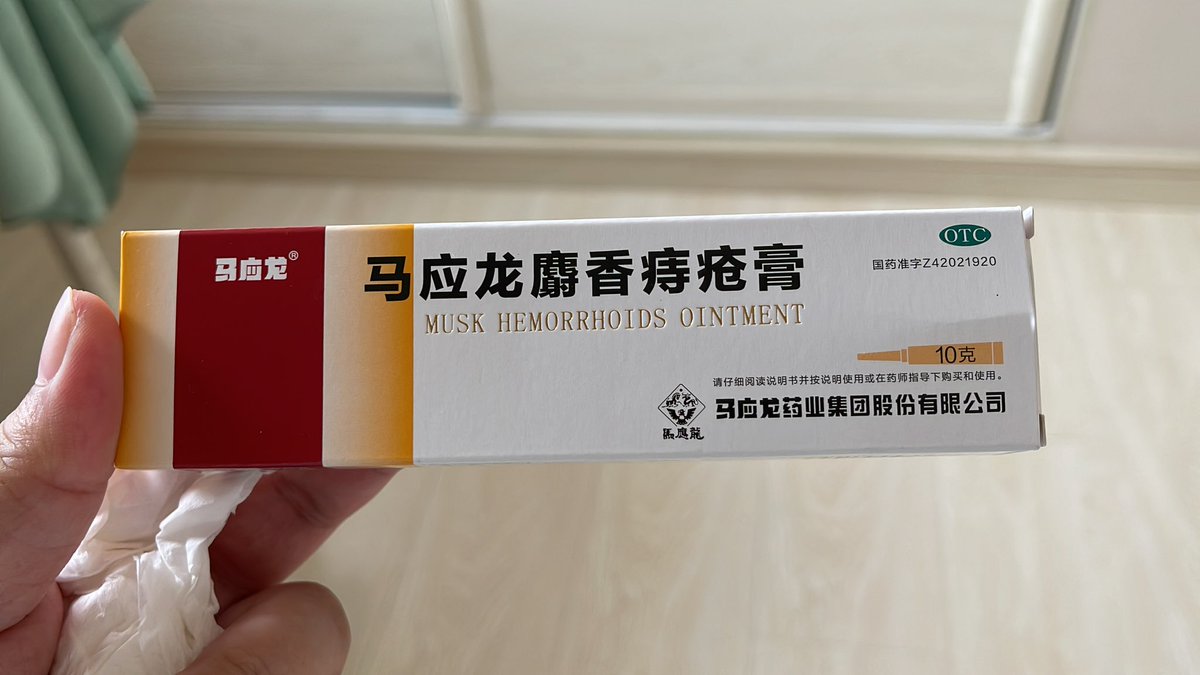 马应龙®
马应龙麝香痔疮膏
MUSK HEMORRHOIDS OINTMENT
OTC
国药准字Z42021920
10克
请仔细阅读说明书并按说明使用或在药师指导下购买和使用。
馬應龍
马应龙药业集团股份有限公司